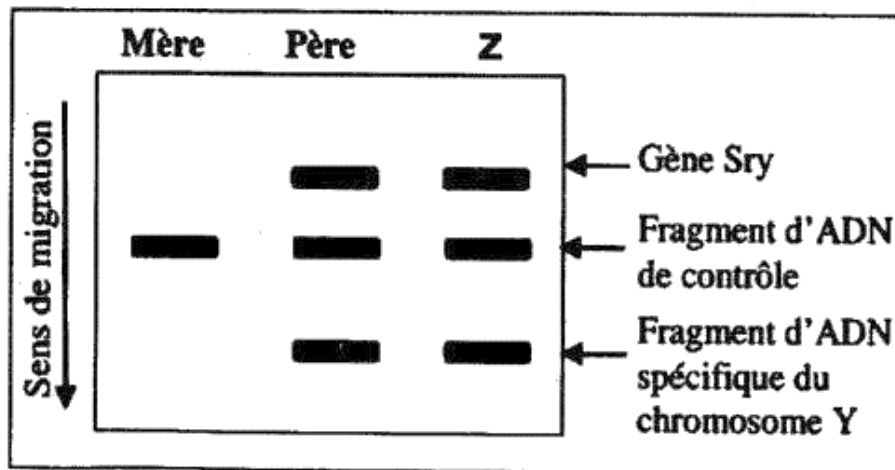 Mère Père Z
Sens de migration
Gène Sry
Fragment d'ADN
de contrôle
Fragment d'ADN
spécifique du
chromosome Y